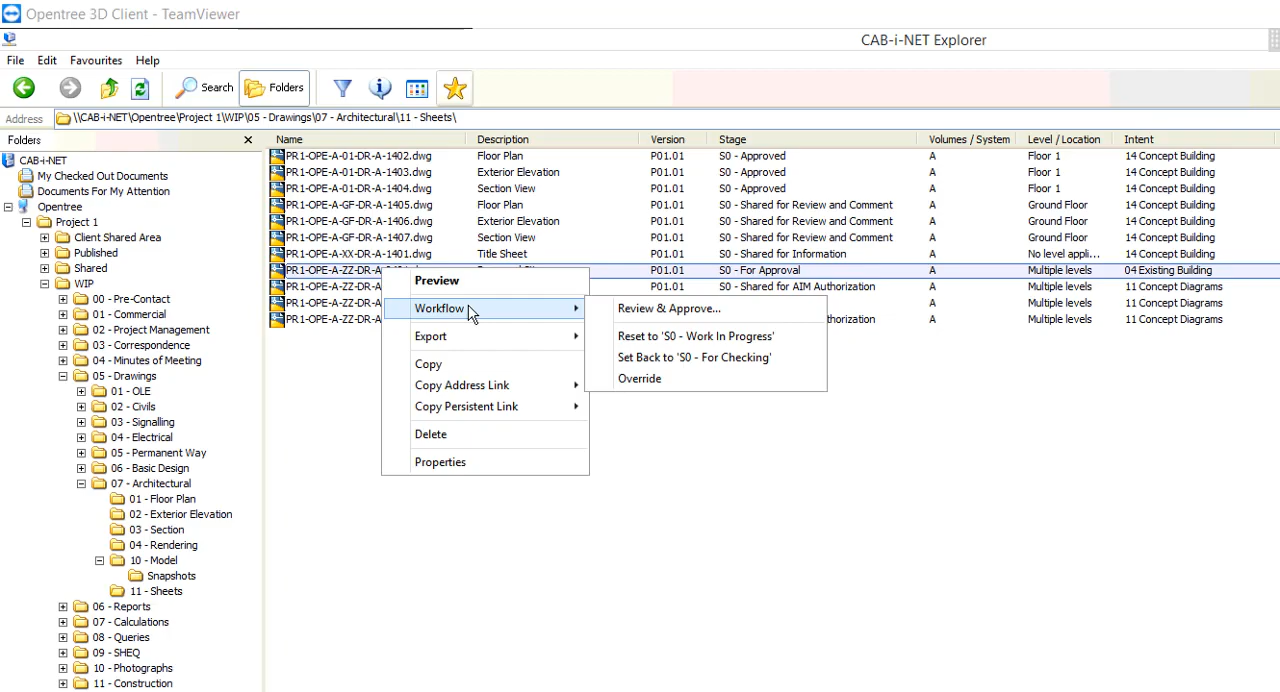 Opentree 3D Client - TeamViewer
CAB-i-NET Explorer
File Edit Favourites Help
Search Folders
Address \\CAB-i-NET\Opentree\Project 1\WIP\05 - Drawings\07 - Architectural\11 - Sheets\
Folders
CAB-i-NET
My Checked Out Documents
Documents For My Attention
Opentree
Project 1
Client Shared Area
Published
Shared
WIP
00 - Pre-Contact
01 - Commercial
02 - Project Management
03 - Correspondence
04 - Minutes of Meeting
05 - Drawings
01 - OLE
02 - Civils
03 - Signalling
04 - Electrical
05 - Permanent Way
06 - Basic Design
07 - Architectural
01 - Floor Plan
02 - Exterior Elevation
03 - Section
04 - Rendering
10 - Model
Snapshots
11 - Sheets
06 - Reports
07 - Calculations
08 - Queries
09 - SHEQ
10 - Photographs
11 - Construction
Name Description Version Stage Volumes / System Level / Location Intent
PR1-OPE-A-01-DR-A-1402.dwg Floor Plan P01.01 S0 - Approved A Floor 1 14 Concept Building
PR1-OPE-A-01-DR-A-1403.dwg Exterior Elevation P01.01 S0 - Approved A Floor 1 14 Concept Building
PR1-OPE-A-01-DR-A-1404.dwg Section View P01.01 S0 - Approved A Floor 1 14 Concept Building
PR1-OPE-A-GF-DR-A-1405.dwg Floor Plan P01.01 S0 - Shared for Review and Comment A Ground Floor 14 Concept Building
PR1-OPE-A-GF-DR-A-1406.dwg Exterior Elevation P01.01 S0 - Shared for Review and Comment A Ground Floor 14 Concept Building
PR1-OPE-A-GF-DR-A-1407.dwg Section View P01.01 S0 - Shared for Review and Comment A Ground Floor 14 Concept Building
PR1-OPE-A-XX-DR-A-1401.dwg Title Sheet P01.01 S0 - Shared for Information A No level appli... 14 Concept Building
PR1-OPE-A-ZZ-DR-A P01.01 S0 - For Approval A Multiple levels 04 Existing Building
PR1-OPE-A-ZZ-DR-A P01.01 S0 - Shared for AIM Authorization A Multiple levels 11 Concept Diagrams
PR1-OPE-A-ZZ-DR-A Multiple levels 11 Concept Diagrams
PR1-OPE-A-ZZ-DR-A A Multiple levels 11 Concept Diagrams
Preview
Workflow
Export
Copy
Copy Address Link
Copy Persistent Link
Delete
Properties
Review & Approve...
Reset to 'S0 - Work In Progress'
Set Back to 'S0 - For Checking'
Override